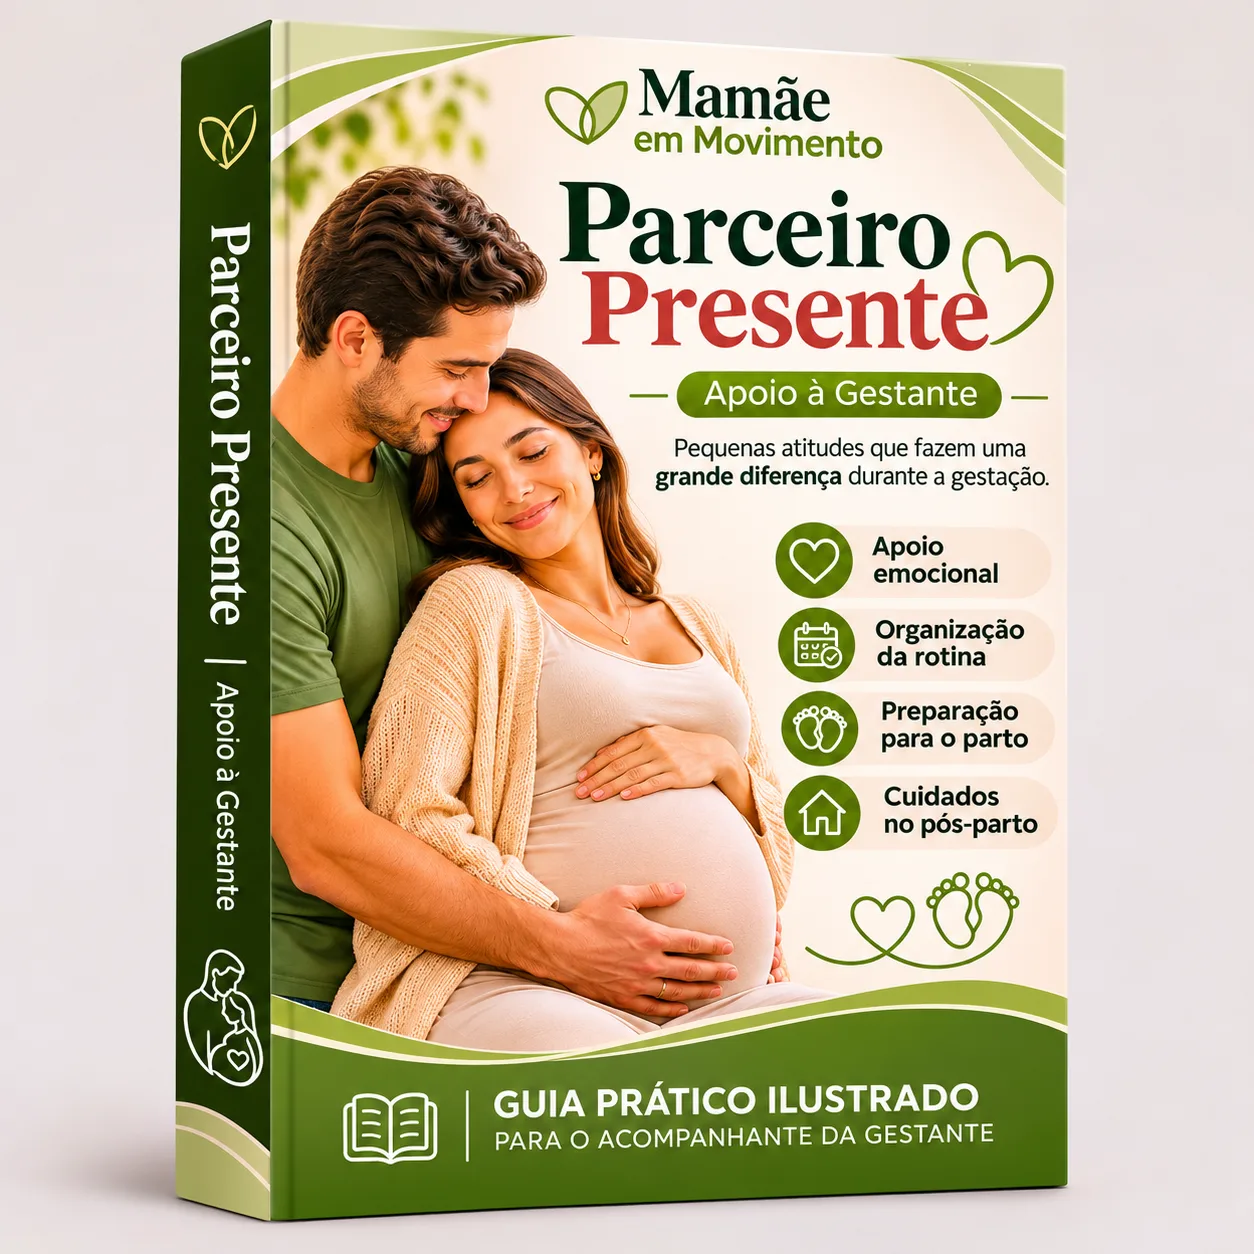 Mamãe
em Movimento
Parceiro
Presente
Apoio à Gestante
Pequenas atitudes que fazem uma
grande diferença durante a gestação.
Apoio
emocional
Organização
da rotina
Preparação
para o parto
Cuidados
no pós-parto
GUIA PRÁTICO ILUSTRADO
PARA O ACOMPANHANTE DA GESTANTE
Parceiro Presente | Apoio à Gestante